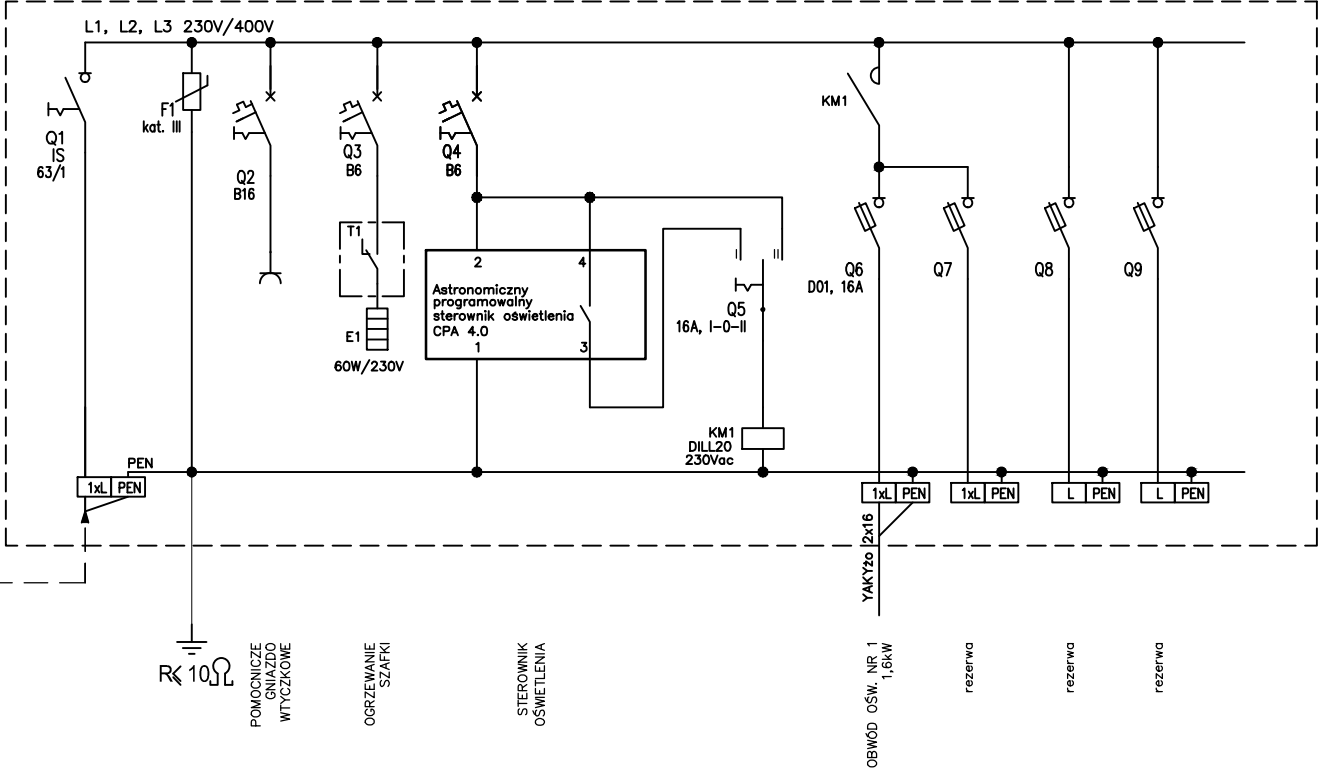 L1, L2, L3 230V/400V
Q1
IS
63/1
F1
kat. III
Q2
B16
Q3
B6
T1
E1
60W/230V
Q4
B6
2
4
Astronomiczny
programowalny
sterownik oświetlenia
CPA 4.0
1
3
I
II
Q5
16A, I-0-II
KM1
DILL20
230Vac
KM1
Q6
D01, 16A
Q7
Q8
Q9
PEN
1xL PEN
1xL PEN
1xL PEN
L PEN
L PEN
YAKYżo 2x16
R≤ 10Ω
POMOCNICZE
GNIAZDO
WTYCZKOWE
OGRZEWANIE
SZAFKI
STEROWNIK
OŚWIETLENIA
OBWÓD OŚW. NR 1
1,6kW
rezerwa
rezerwa
rezerwa